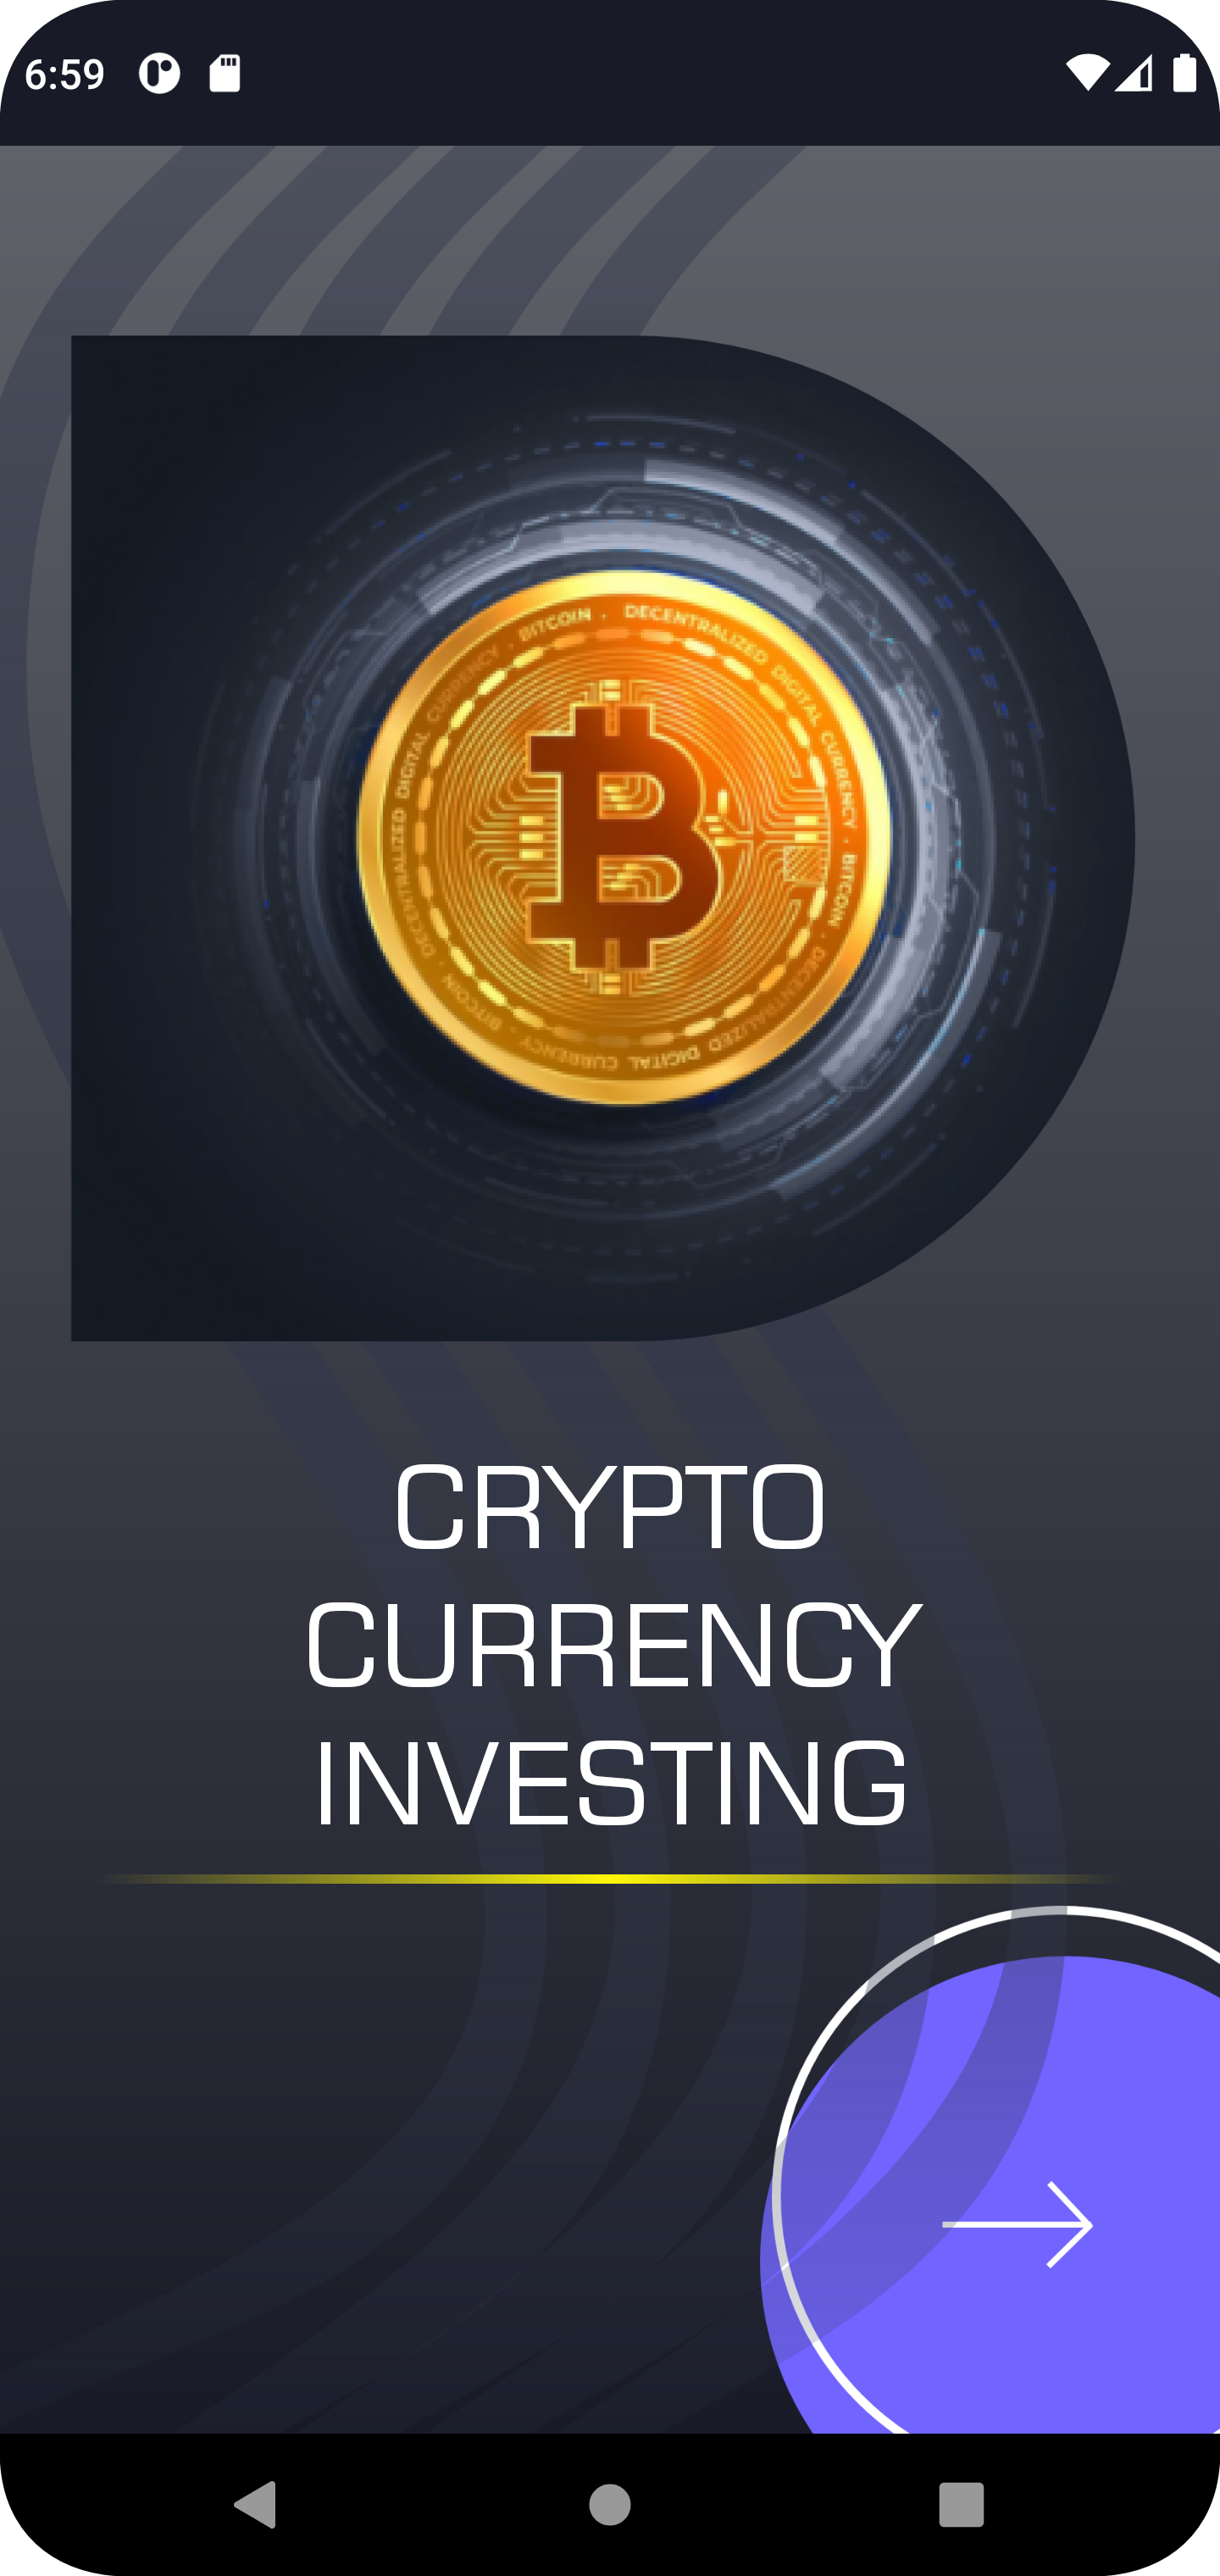 6:59
BITCOIN · DECENTRALIZED DIGITAL CURRENCY · BITCOIN · DECENTRALIZED DIGITAL CURRENCY · BITCOIN · DECENTRALIZED DIGITAL CURRENCY ·
CRYPTO
CURRENCY
INVESTING